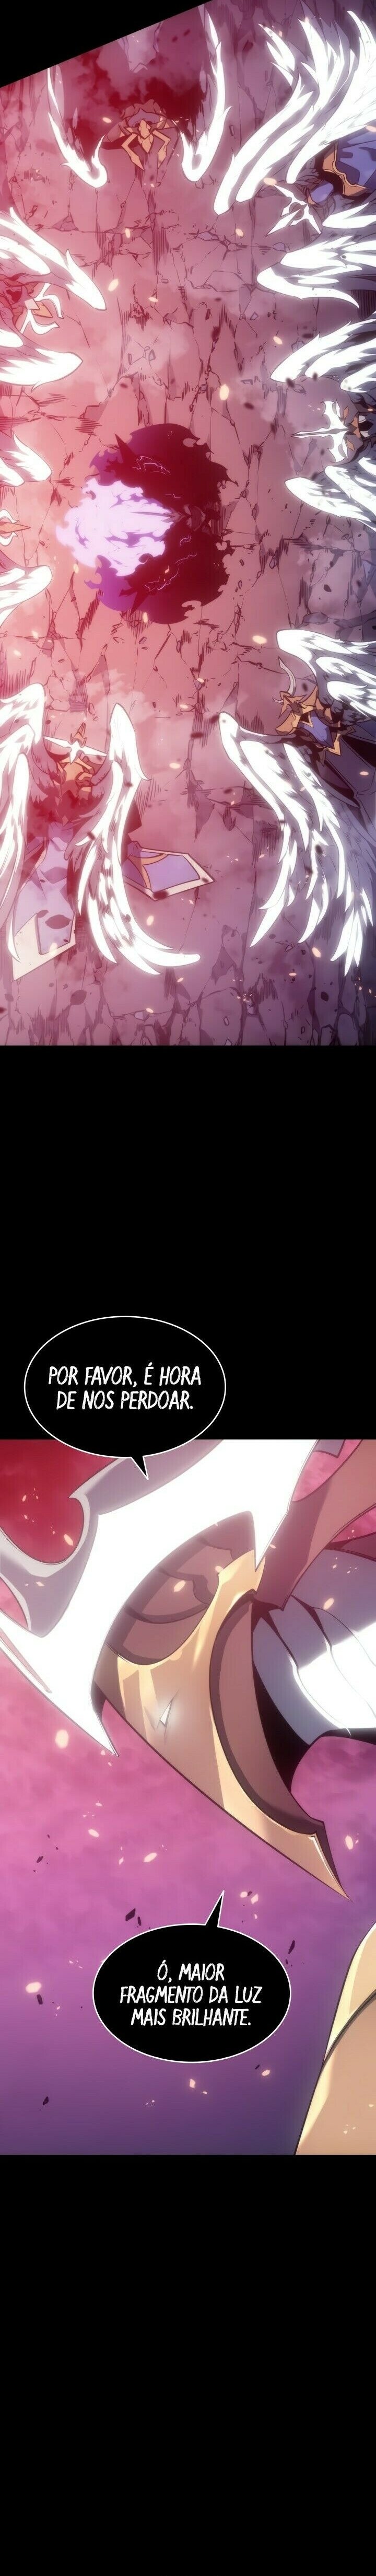 POR FAVOR, É HORA
DE NOS PERDOAR.
Ó, MAIOR
FRAGMENTO DA LUZ
MAIS BRILHANTE.